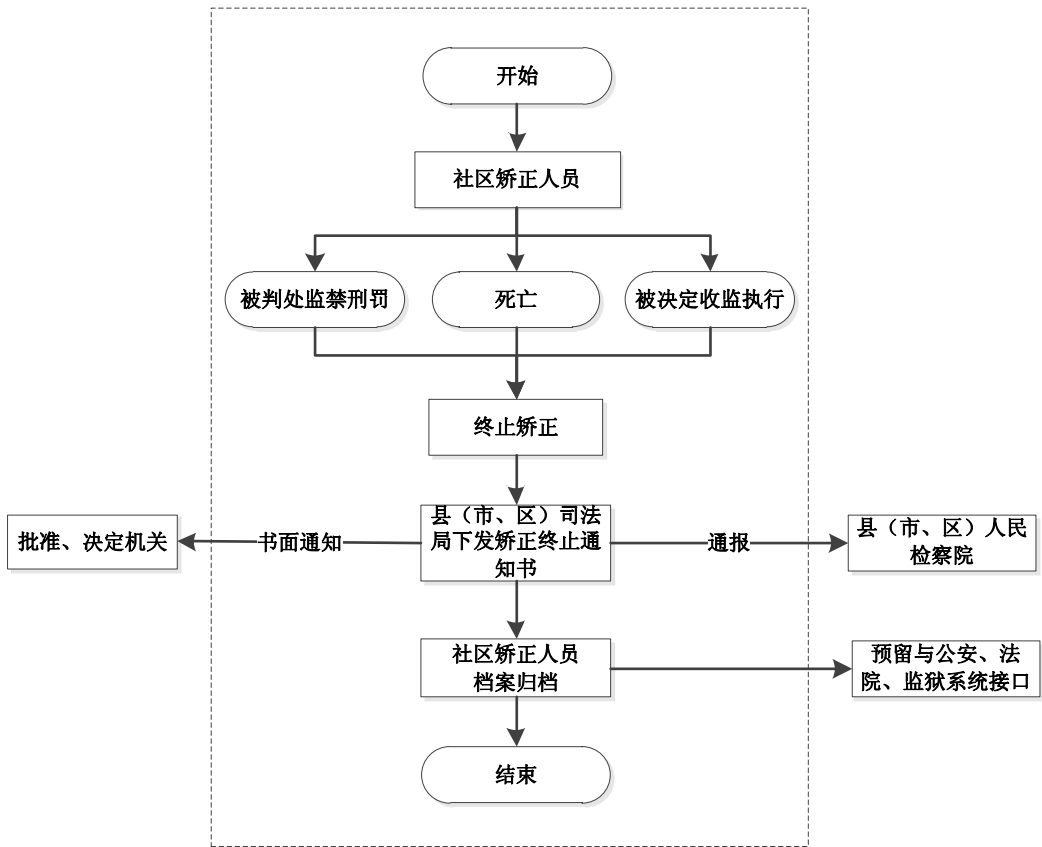 开始
社区矫正人员
被判处监禁刑罚
死亡
被决定收监执行
终止矫正
批准、决定机关
书面通知
县（市、区）司法
局下发矫正终止通
知书
通报
县（市、区）人民
检察院
社区矫正人员
档案归档
预留与公安、法
院、监狱系统接口
结束